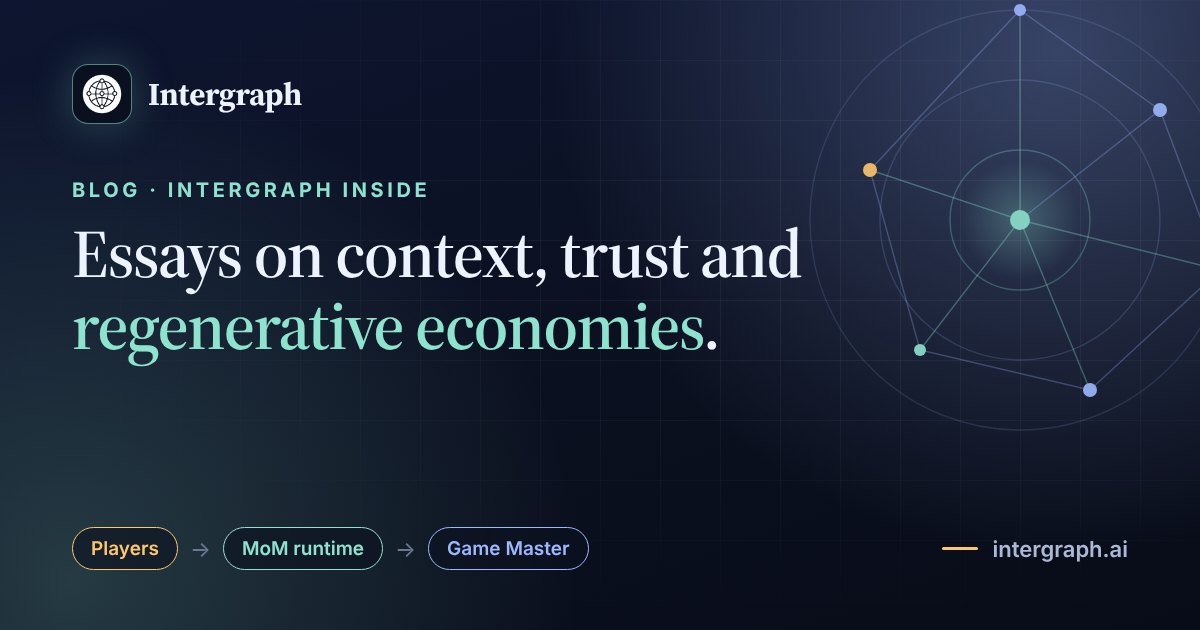 Intergraph
BLOG · INTERGRAPH INSIDE
Essays on context, trust and
regenerative economies.
Players → MoM runtime → Game Master
intergraph.ai